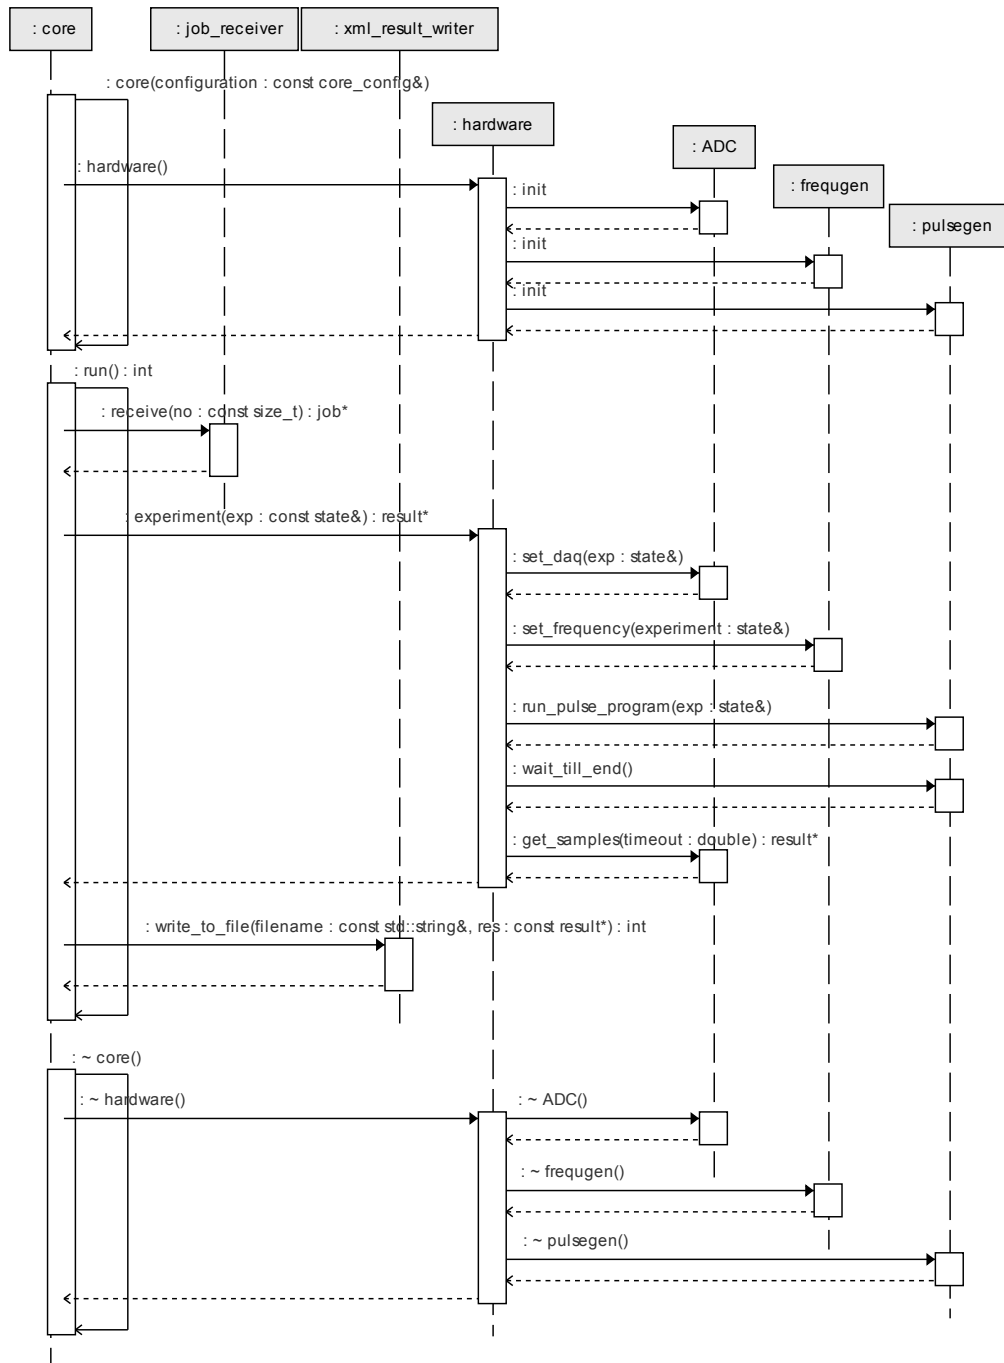 : core
: job_receiver
: xml_result_writer
: core(configuration : const core_config&)
: hardware
: ADC
: hardware()
: frequgen
: init
: pulsegen
: init
: init
: run() : int
: receive(no : const size_t) : job*
: experiment(exp : const state&) : result*
: set_daq(exp : state&)
: set_frequency(experiment : state&)
: run_pulse_program(exp : state&)
: wait_till_end()
: get_samples(timeout : double) : result*
: write_to_file(filename : const std::string&, res : const result*) : int
: ~ core()
: ~ hardware()
: ~ ADC()
: ~ frequgen()
: ~ pulsegen()